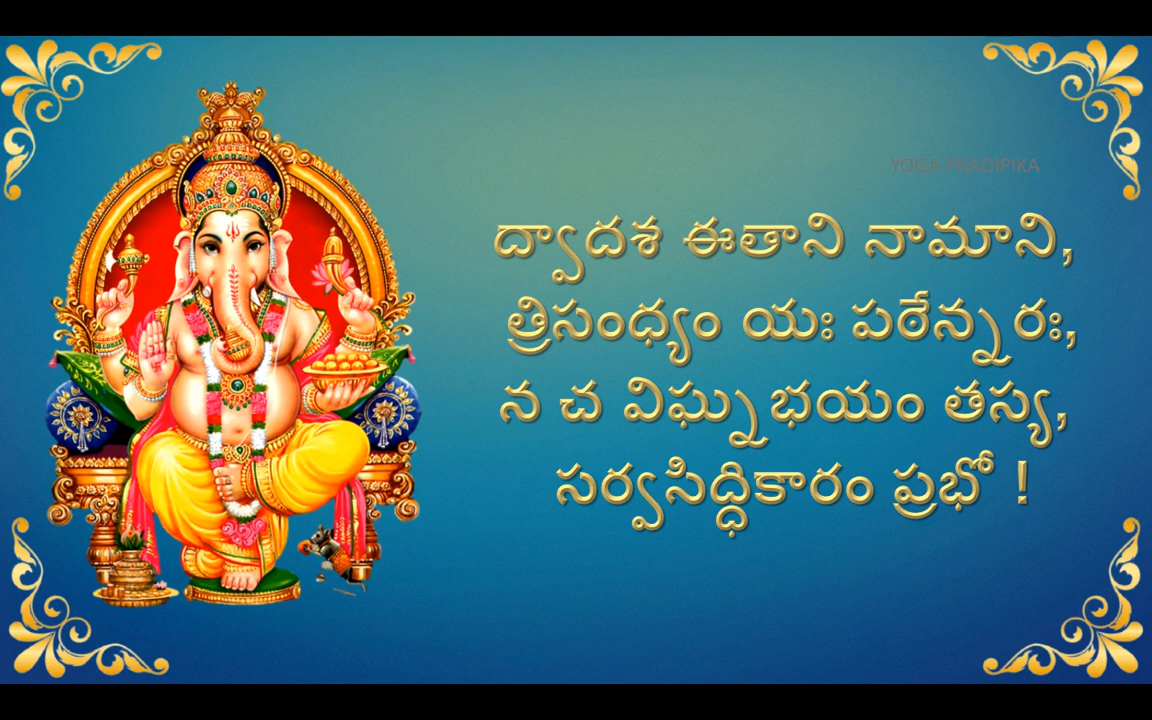 YOGA PRADIPIKA
ద్వాదశ ఈతాని నామాని,
త్రిసంధ్యం యః పఠేన్నరః,
న చ విఘ్నభయం తస్య,
సర్వసిద్ధికారం ప్రభో !